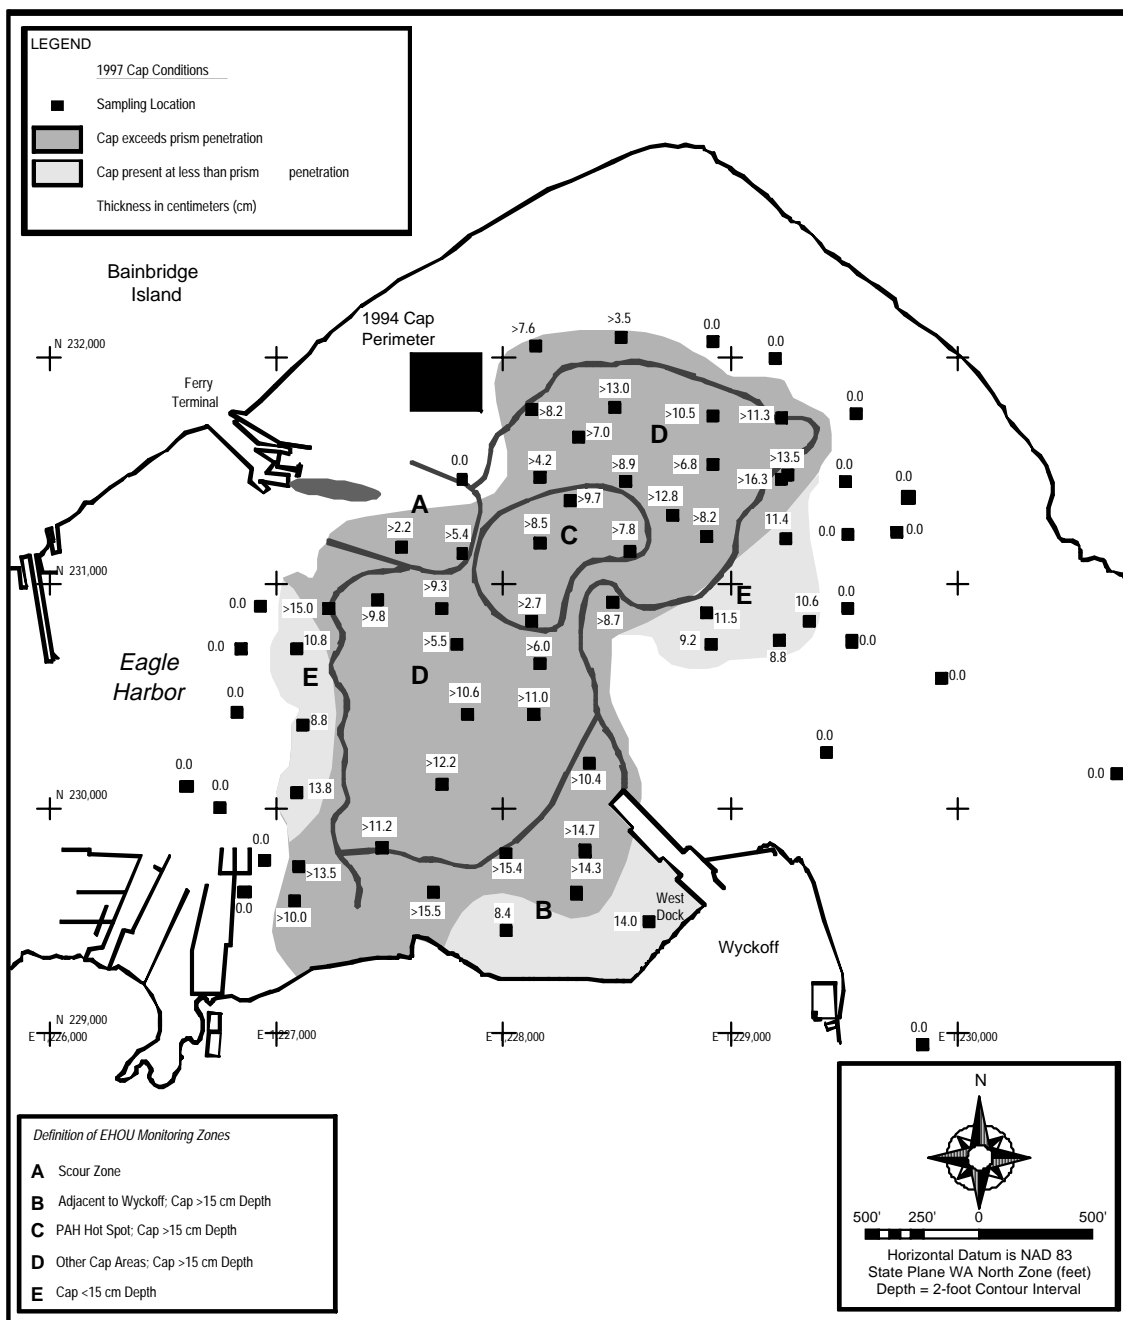 LEGEND
1997 Cap Conditions
Sampling Location
Cap exceeds prism penetration
Cap present at less than prism penetration
Thickness in centimeters (cm)
Bainbridge
Island
1994 Cap
Perimeter
>7.6
>3.5
0.0
0.0
N 232,000
Ferry
Terminal
0.0
>13.0
>8.2
>10.5
>11.3
>7.0
D
0.0
>4.2
>8.9
>6.8
>13.5
>16.3
0.0
0.0
A
>9.7
>12.8
>2.2
>5.4
>8.5
C
>7.8
>8.2
11.4
0.0
0.0
N 231,000
0.0
>15.0
>9.8
>9.3
>2.7
>8.7
E
11.5
10.6
0.0
0.0
10.8
>5.5
>6.0
9.2
8.8
0.0
Eagle
Harbor
E
D
0.0
0.0
8.8
>10.6
>11.0
0.0
0.0
0.0
13.8
>12.2
>10.4
0.0
N 230,000
>11.2
>14.7
0.0
>13.5
>15.4
>14.3
0.0
>10.0
>15.5
8.4
B
14.0
West
Dock
Wyckoff
N 229,000
E 1,226,000
E 1,227,000
E 1,228,000
E 1,229,000
0.0
E 1,230,000
Definition of EHOU Monitoring Zones
A Scour Zone
B Adjacent to Wyckoff; Cap >15 cm Depth
C PAH Hot Spot; Cap >15 cm Depth
D Other Cap Areas; Cap >15 cm Depth
E Cap <15 cm Depth
N
500' 250' 0 500'
Horizontal Datum is NAD 83
State Plane WA North Zone (feet)
Depth = 2-foot Contour Interval